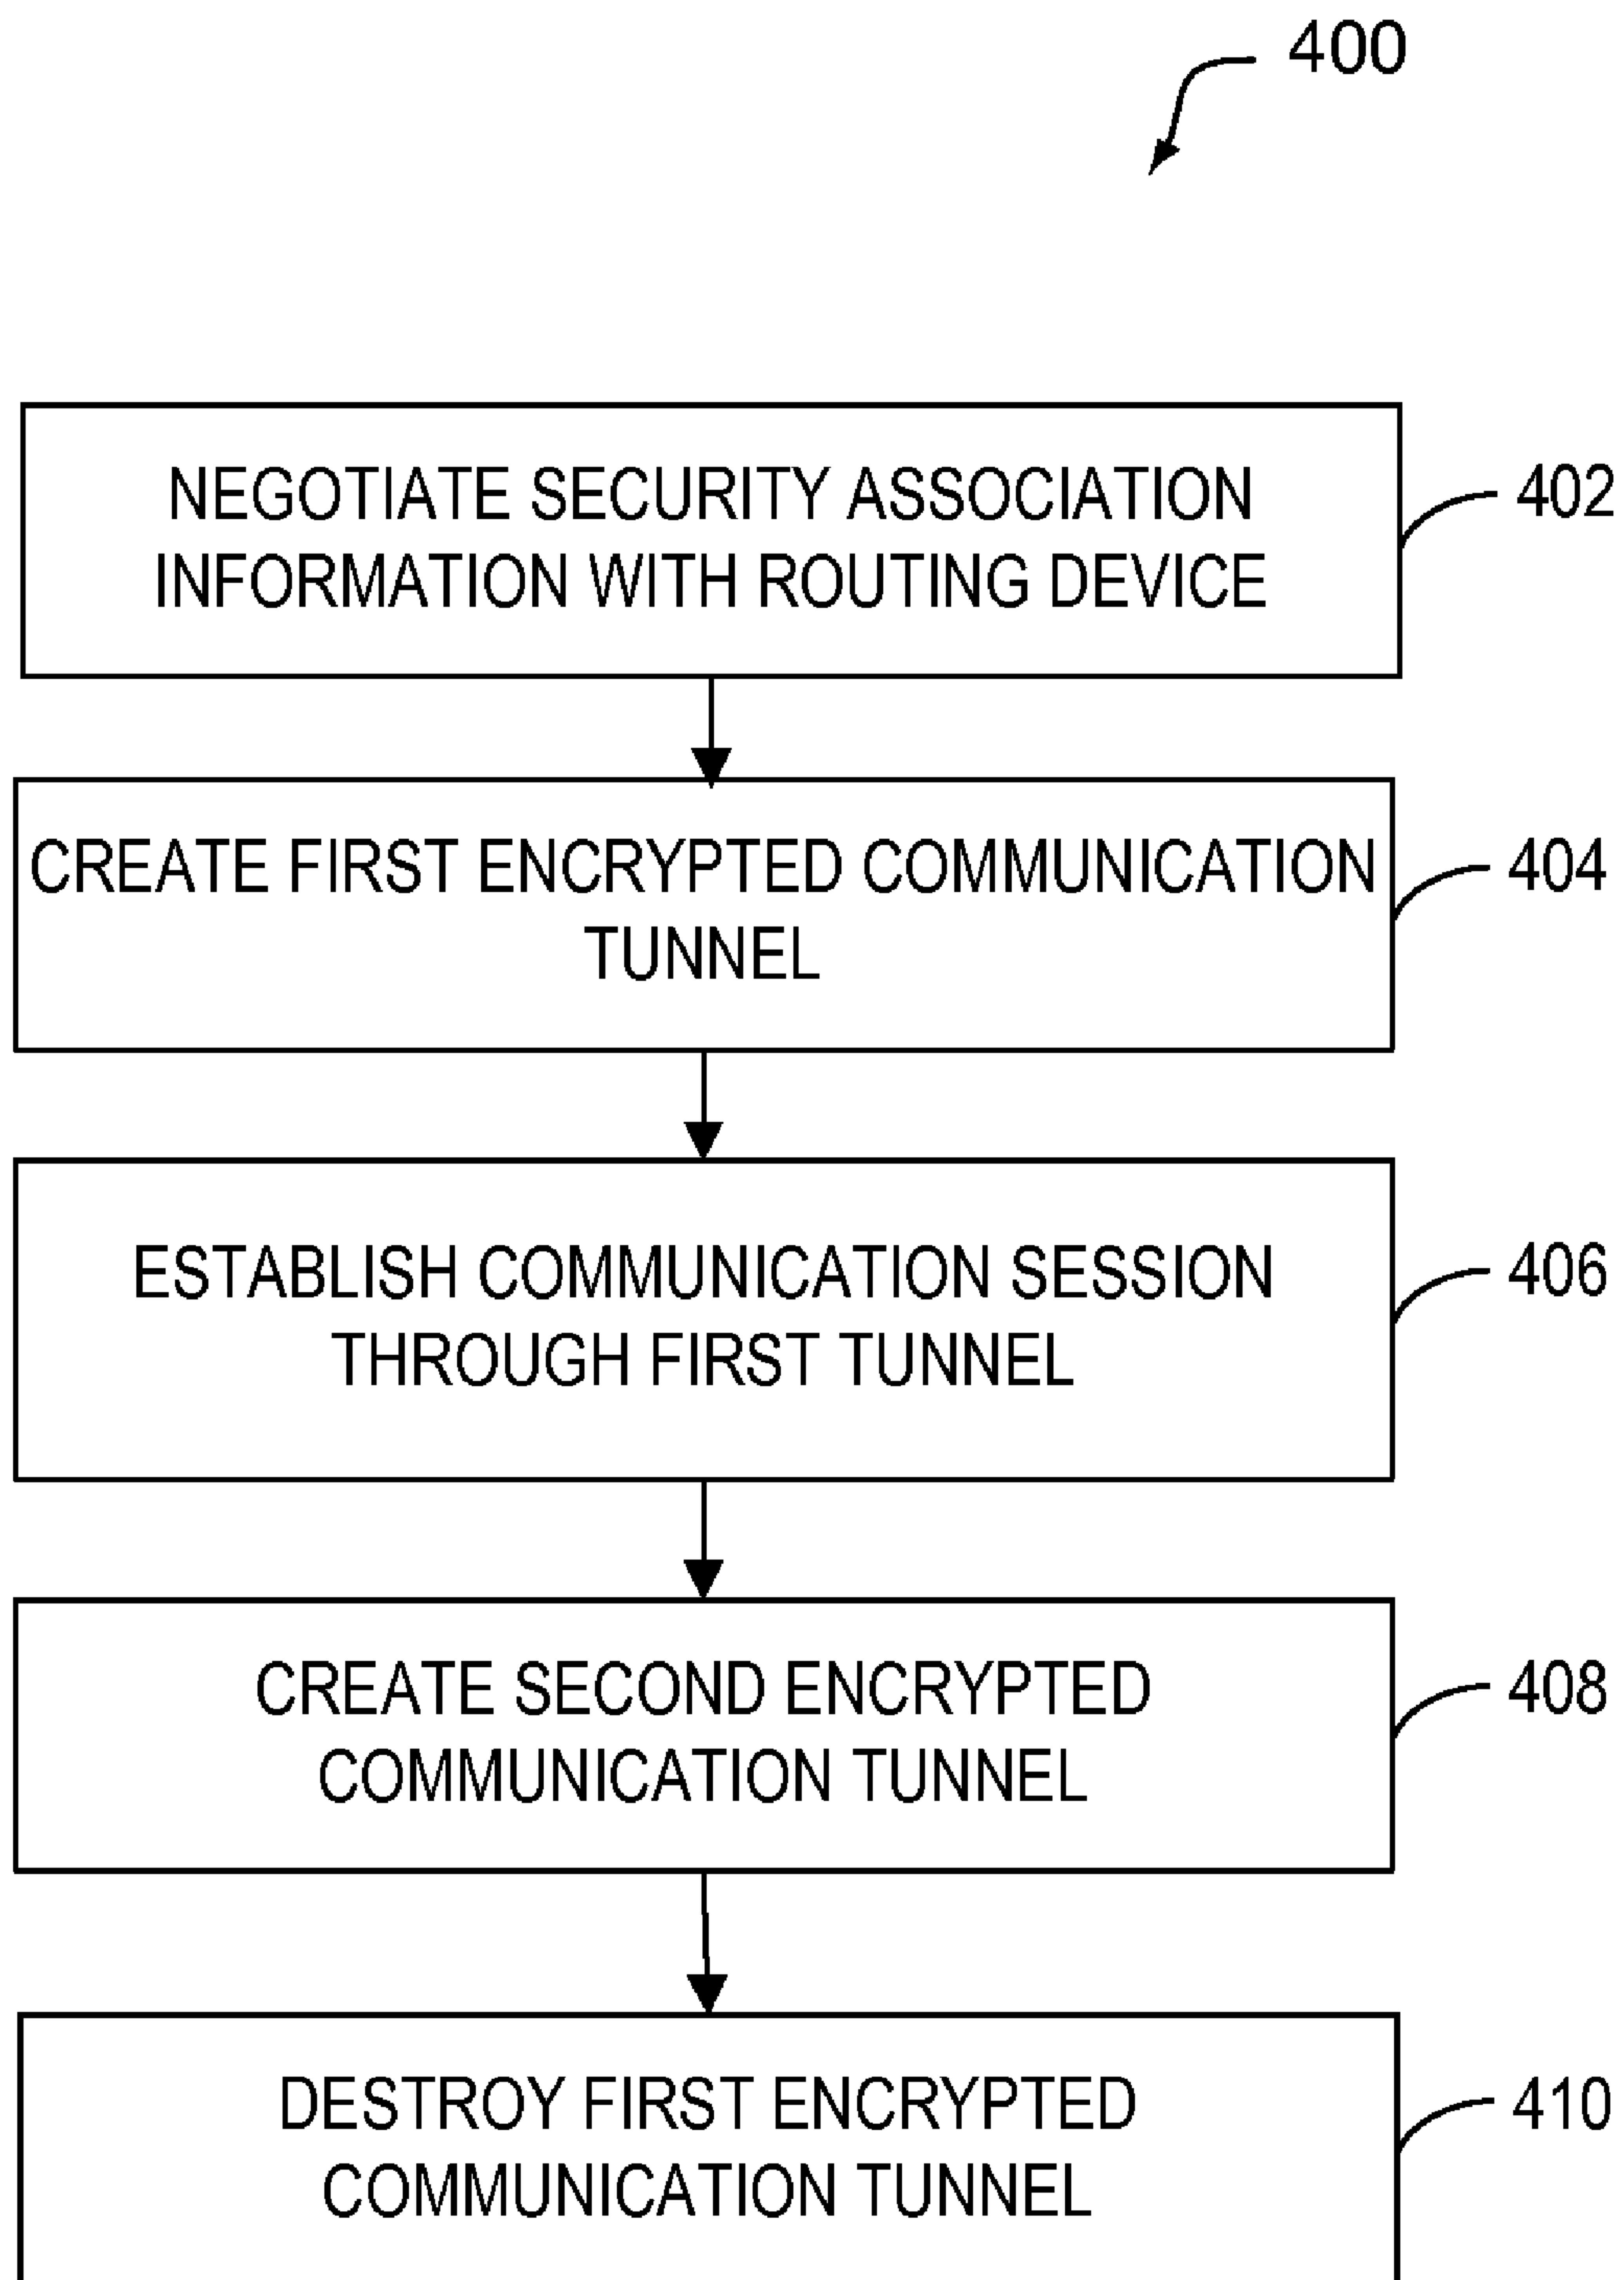 400
NEGOTIATE SECURITY ASSOCIATION
INFORMATION WITH ROUTING DEVICE
402
CREATE FIRST ENCRYPTED COMMUNICATION
TUNNEL
404
ESTABLISH COMMUNICATION SESSION
THROUGH FIRST TUNNEL
406
CREATE SECOND ENCRYPTED
COMMUNICATION TUNNEL
408
DESTROY FIRST ENCRYPTED
COMMUNICATION TUNNEL
410